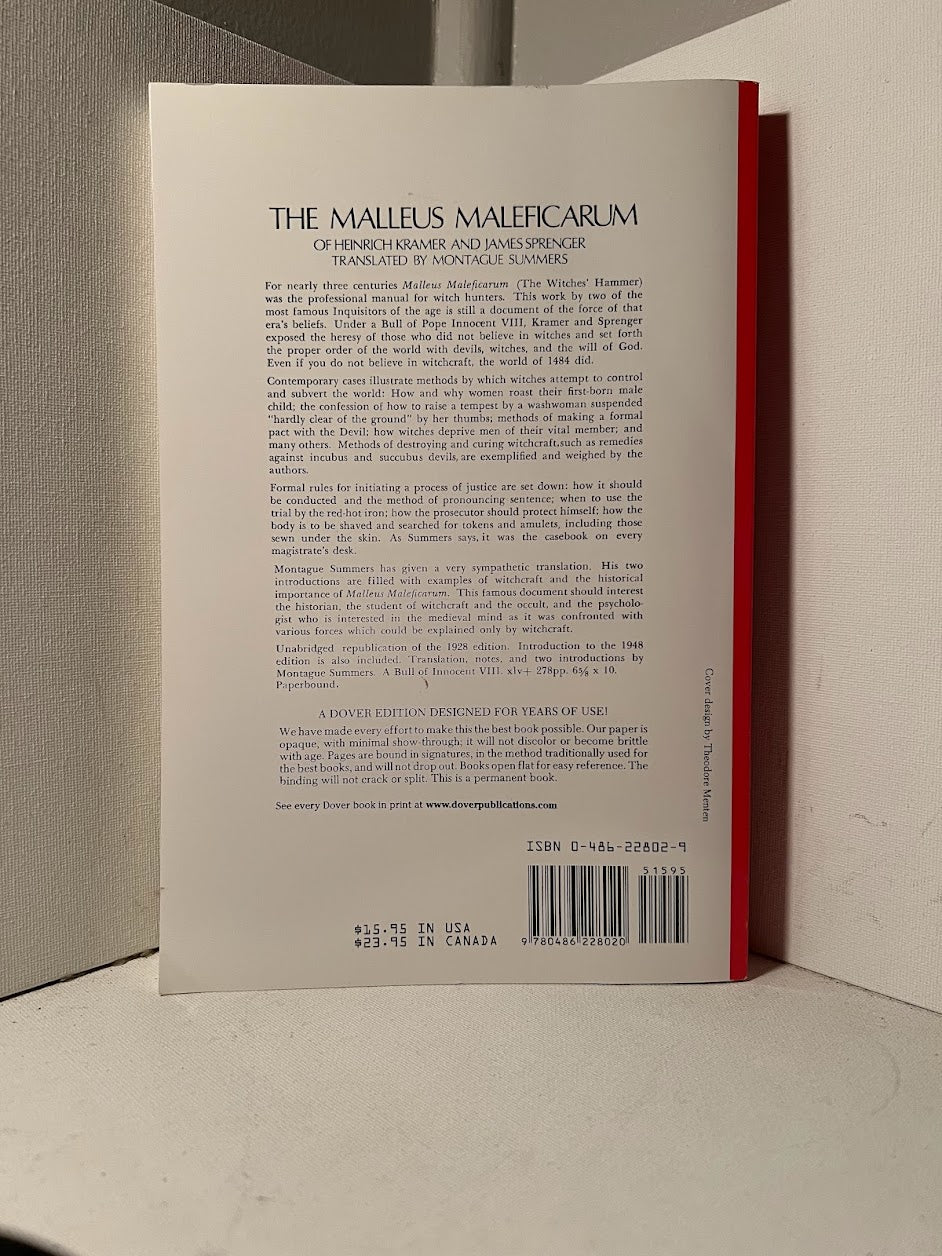 THE MALLEUS MALEFICARUM
OF HEINRICH KRAMER AND JAMES SPRENGER
TRANSLATED BY MONTAGUE SUMMERS
For nearly three centuries Malleus Maleficarum (The Witches' Hammer)
was the professional manual for witch hunters. This work by two of the
most famous Inquisitors of the age is still a document of the force of that
era's beliefs. Under a Bull of Pope Innocent VIII, Kramer and Sprenger
exposed the heresy of those who did not believe in witches and set forth
the proper order of the world with devils, witches, and the will of God.
Even if you do not believe in witchcraft, the world of 1484 did.
Contemporary cases illustrate methods by which witches attempt to control
and subvert the world: How and why women roast their first-born male
child; the confession of how to raise a tempest by a washwoman suspended
"hardly clear of the ground" by her thumbs; methods of making a formal
pact with the Devil; how witches deprive men of their vital member; and
many others. Methods of destroying and curing witchcraft, such as remedies
against incubus and succubus devils, are exemplified and weighed by the
authors.
Formal rules for initiating a process of justice are set down: how it should
be conducted and the method of pronouncing sentence; when to use the
trial by the red-hot iron; how the prosecutor should protect himself; how the
body is to be shaved and searched for tokens and amulets, including those
sewn under the skin. As Summers says, it was the casebook on every
magistrate's desk.
Montague Summers has given a very sympathetic translation. His two
introductions are filled with examples of witchcraft and the historical
importance of Malleus Maleficarum. This famous document should interest
the historian, the student of witchcraft and the occult, and the psycholo-
gist who is interested in the medieval mind as it was confronted with
various forces which could be explained only by witchcraft.
Unabridged republication of the 1928 edition. Introduction to the 1948
edition is also included. Translation, notes, and two introductions by
Montague Summers. A Bull of Innocent VIII. xlv+ 278pp. 6⅝ x 10.
Paperbound.
A DOVER EDITION DESIGNED FOR YEARS OF USE!
We have made every effort to make this the best book possible. Our paper is
opaque, with minimal show-through; it will not discolor or become brittle
with age. Pages are bound in signatures, in the method traditionally used for
the best books, and will not drop out. Books open flat for easy reference. The
binding will not crack or split. This is a permanent book.
See every Dover book in print at www.doverpublications.com
Cover design by Theodore Menten
ISBN 0-486-22802-9
51595
9 780486 228020
$15.95 IN USA
$23.95 IN CANADA